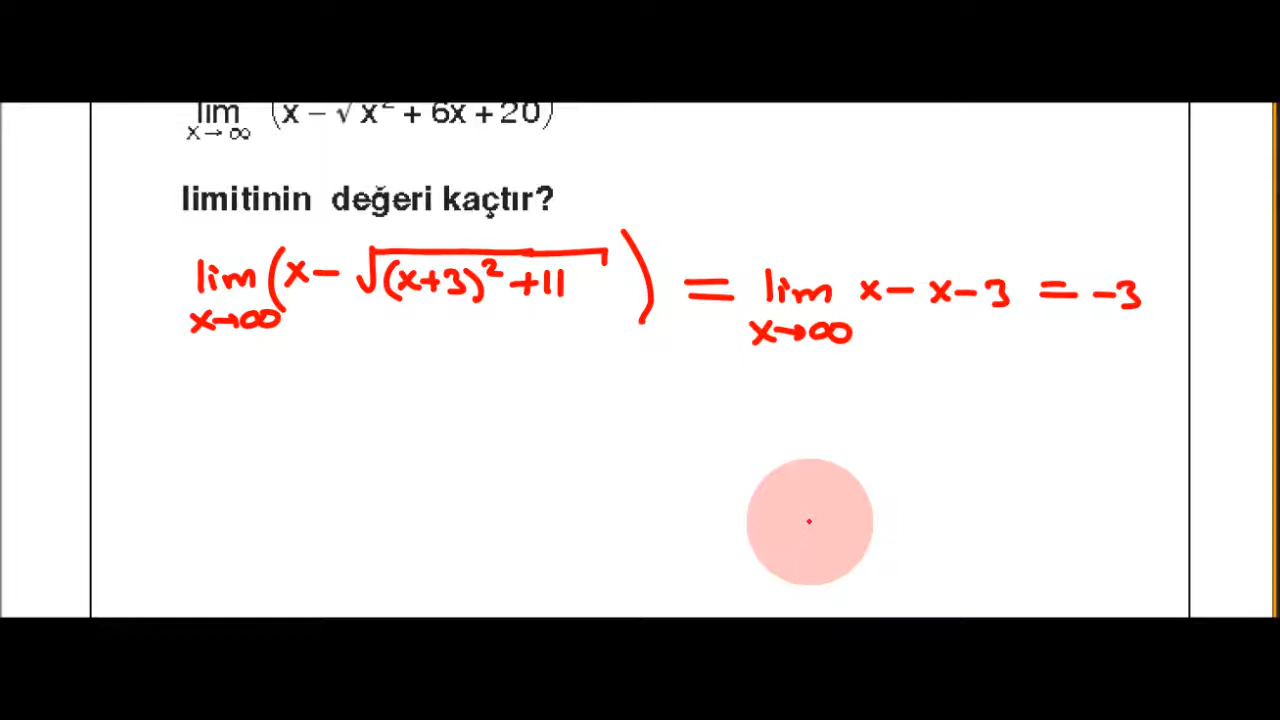 lim (x − √x² + 6x + 20)
x→∞
limitinin değeri kaçtır?
lim (x − √(x+3)² + 11) = lim x − x − 3 = −3
x→∞ x→∞